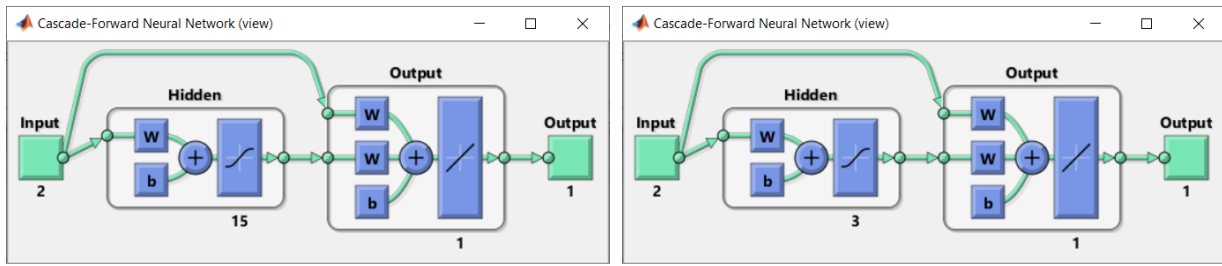 Cascade-Forward Neural Network (view)
Output
Hidden
Input
Output
W
W
W
b
b
2
15
1
1
Cascade-Forward Neural Network (view)
Output
Hidden
Input
Output
W
W
W
b
b
2
3
1
1